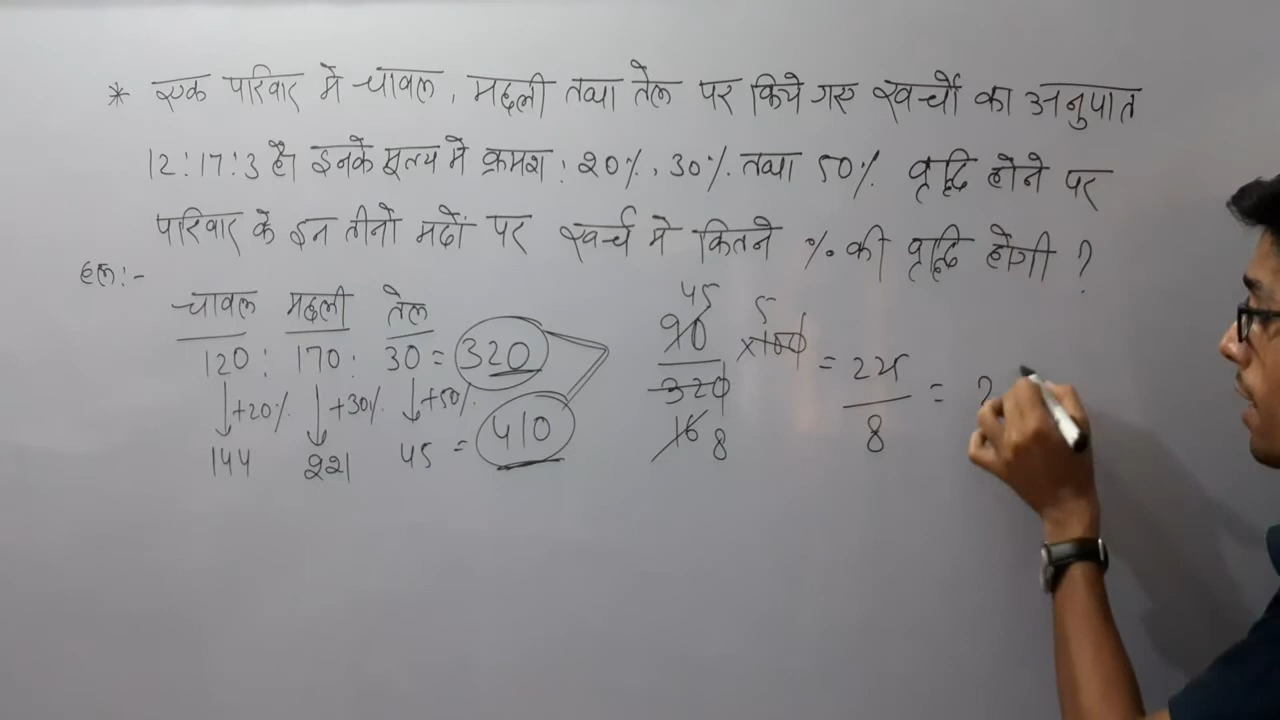 * एक परिवार मे चावल, मछली तथा तेल पर किये गए खर्चो का अनुपात
12:17:3 है। इनके मूल्य मे क्रमश: 20%, 30% तथा 50% वृद्धि होने पर
परिवार के इन तीनो मदों पर खर्च मे कितने % की वृद्धि होगी ?
हल:-
चावल मछली तेल
120 : 170 : 30 = 320
+20% +30% +50%
144 221 45 = 410
45 5
90 ×100
320
16 8
= 225
8
= 2